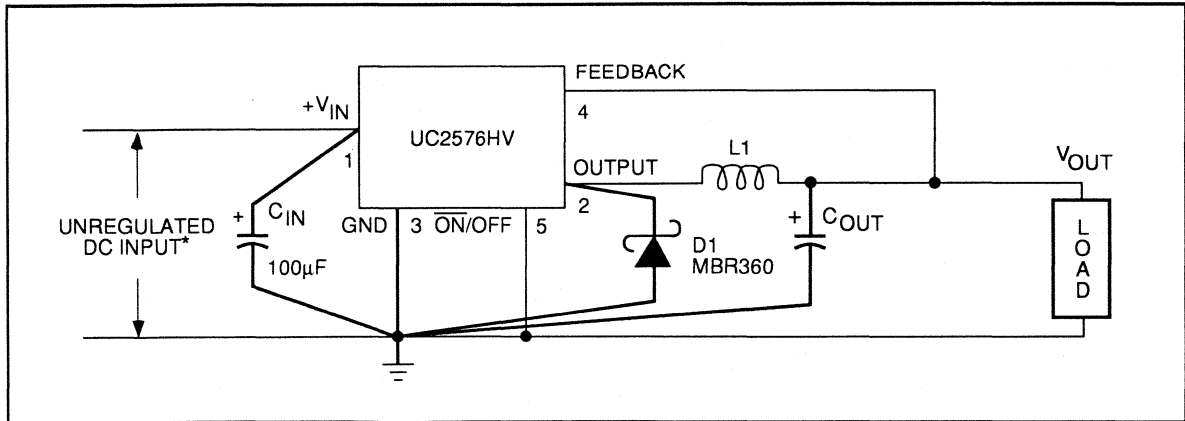 FEEDBACK
+VIN
4
UC2576HV
1
L1
VOUT
OUTPUT
2
+ CIN
GND 3 ON/OFF 5
+ COUT
UNREGULATED
DC INPUT*
D1
MBR360
100µF
LOAD